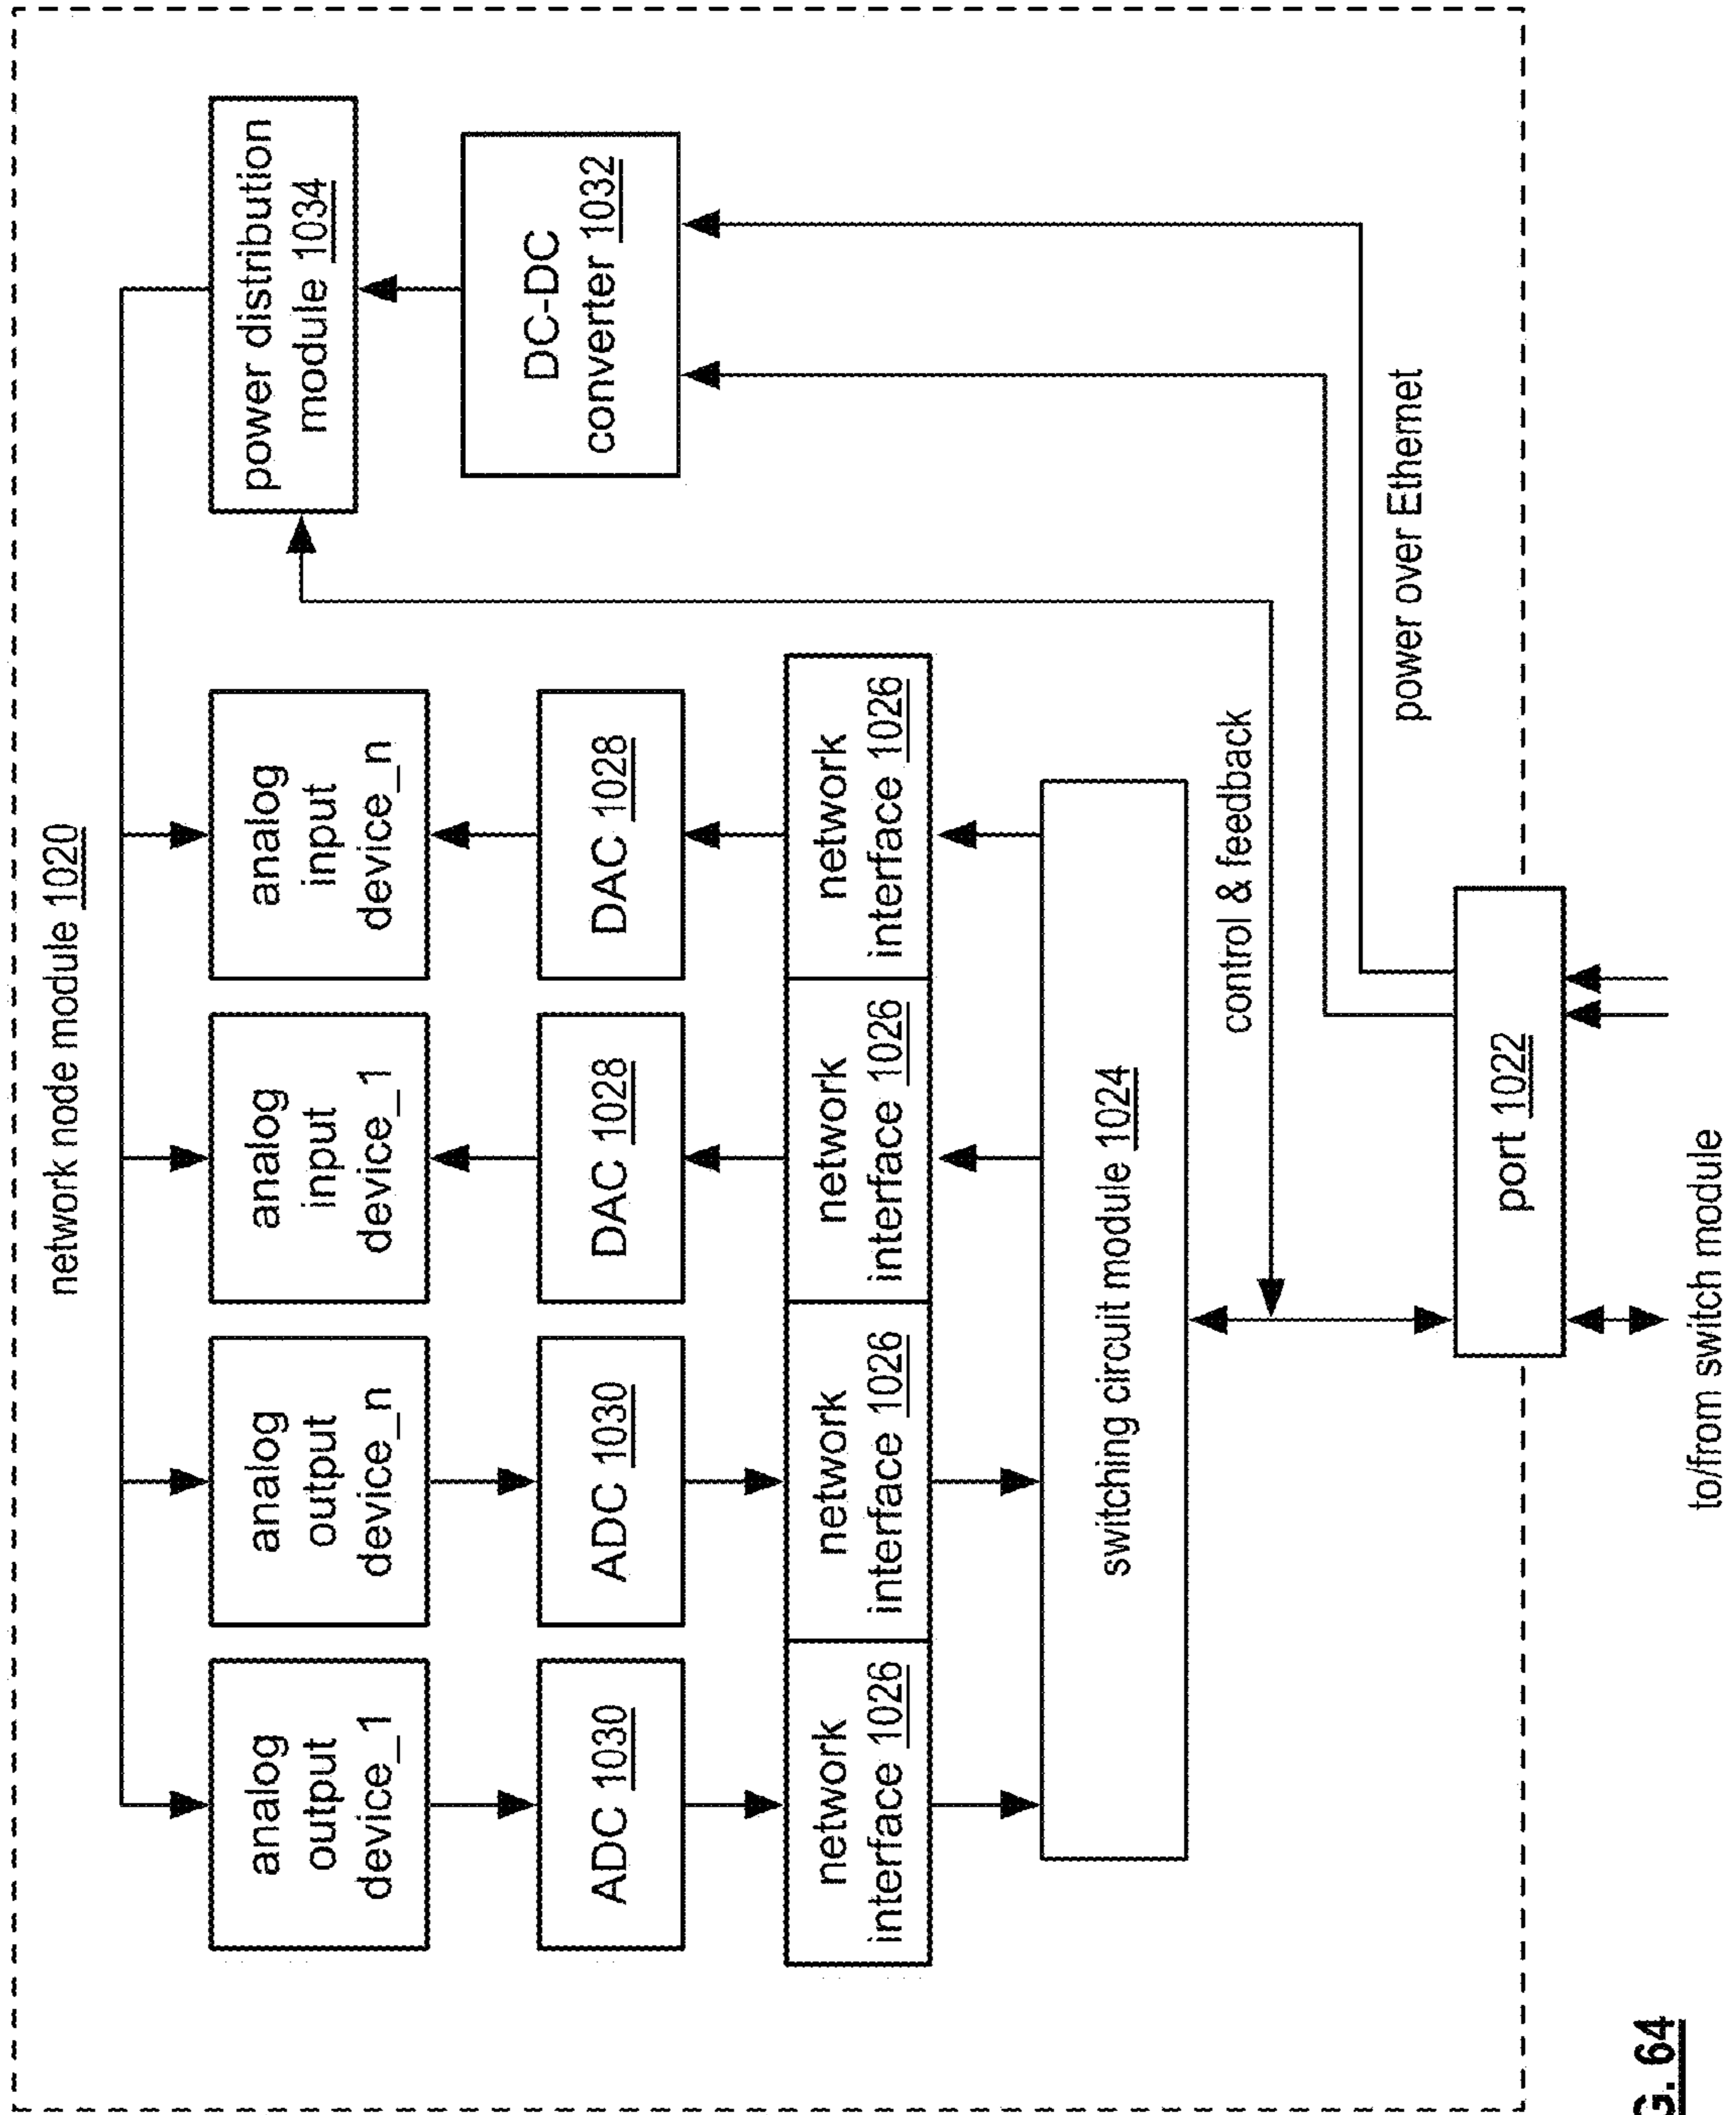 network node module 1020
analog
output
device_1
analog
output
device_n
analog
input
device_1
analog
input
device_n
power distribution
module 1034
ADC 1030
ADC 1030
DAC 1028
DAC 1028
DC-DC
converter 1032
network
interface 1026
network
interface 1026
network
interface 1026
network
interface 1026
switching circuit module 1024
control & feedback
power over Ethernet
port 1022
to/from switch module
G. 64